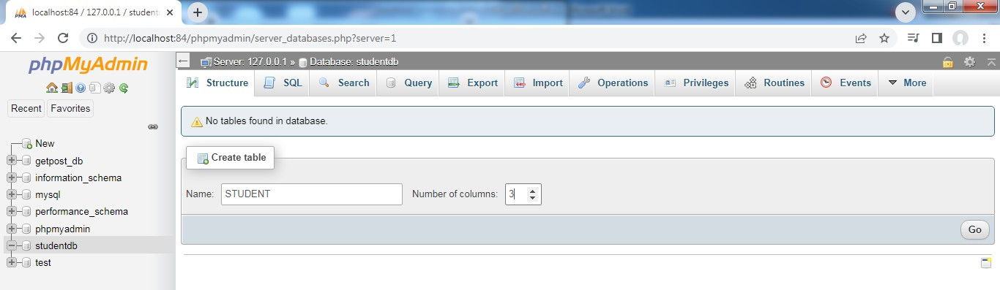 localhost:84 / 127.0.0.1 / student
http://localhost:84/phpmyadmin/server_databases.php?server=1
phpMyAdmin
Recent Favorites
New
getpost_db
information_schema
mysql
performance_schema
phpmyadmin
studentdb
test
Server: 127.0.0.1 » Database: studentdb
Structure SQL Search Query Export Import Operations Privileges Routines Events More
No tables found in database.
Create table
Name: STUDENT Number of columns: 3
Go